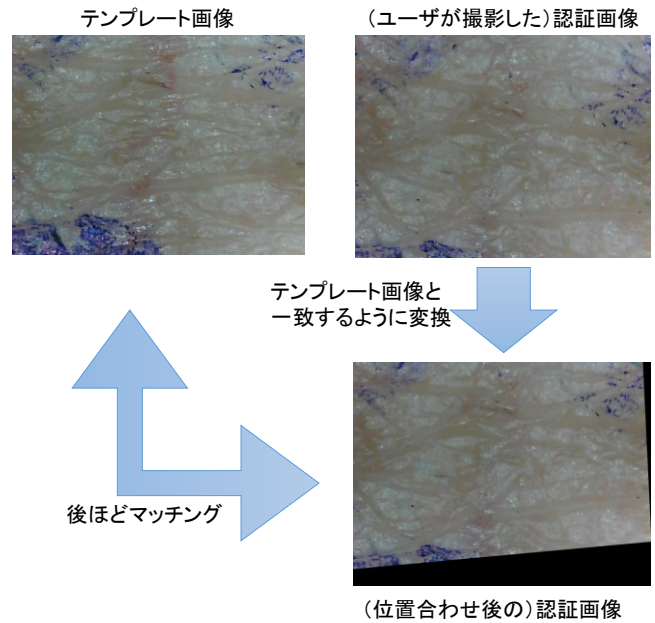 テンプレート画像
（ユーザが撮影した）認証画像
テンプレート画像と
一致するように変換
後ほどマッチング
（位置合わせ後の）認証画像